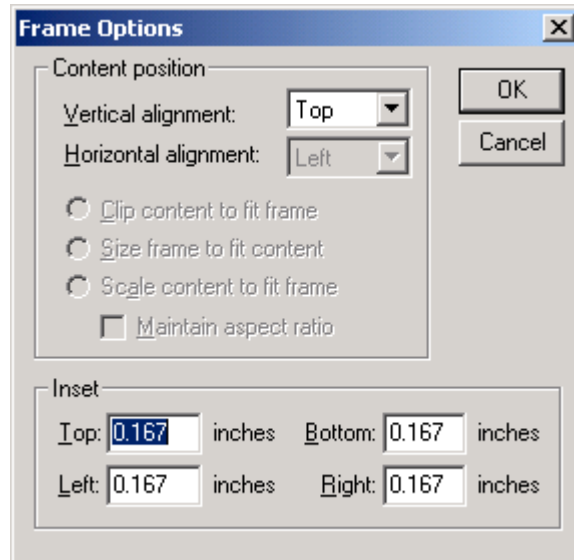 Frame Options
Content position
Vertical alignment: Top
OK
Horizontal alignment: Left
Cancel
Clip content to fit frame
Size frame to fit content
Scale content to fit frame
Maintain aspect ratio
Inset
Top: 0.167 inches Bottom: 0.167 inches
Left: 0.167 inches Right: 0.167 inches